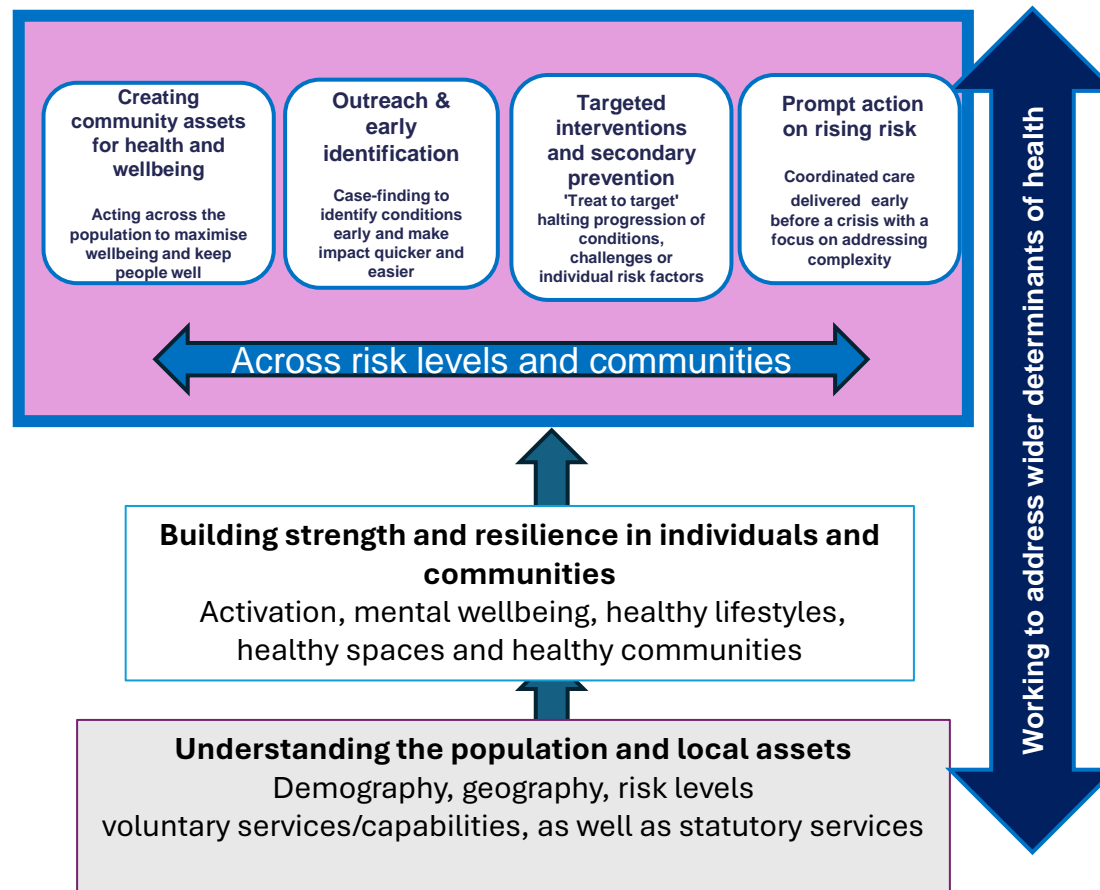 Creating
community assets
for health and
wellbeing
Acting across the
population to maximise
wellbeing and keep
people well
Outreach &
early
identification
Case-finding to
identify conditions
early and make
impact quicker and
easier
Targeted
interventions
and secondary
prevention
'Treat to target'
halting progression of
conditions,
challenges or
individual risk factors
Prompt action
on rising risk
Coordinated care
delivered early
before a crisis with a
focus on addressing
complexity
Across risk levels and communities
Working to address wider determinants of health
Building strength and resilience in individuals and
communities
Activation, mental wellbeing, healthy lifestyles,
healthy spaces and healthy communities
Understanding the population and local assets
Demography, geography, risk levels
voluntary services/capabilities, as well as statutory services